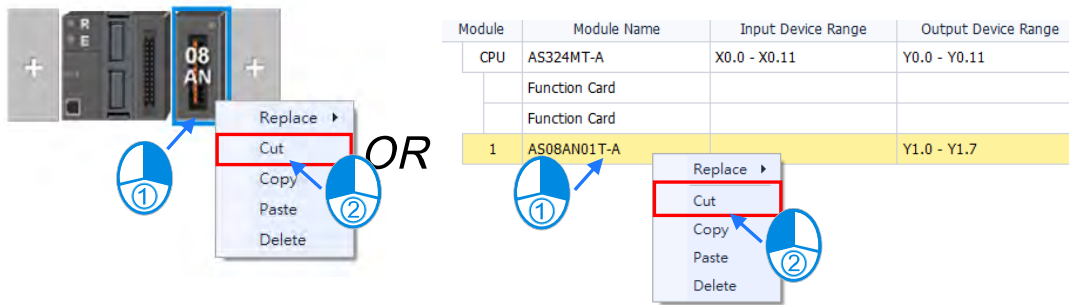 R
E
08
AN
+
+
Replace
Cut
Copy
Paste
Delete
①
②
OR
Module Module Name Input Device Range Output Device Range
CPU AS324MT-A X0.0 - X0.11 Y0.0 - Y0.11
Function Card
Function Card
1 AS08AN01T-A Y1.0 - Y1.7
Replace
Cut
Copy
Paste
Delete
①
②